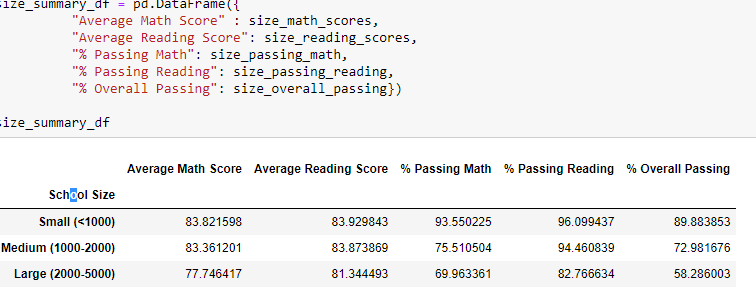 size_summary_df = pd.DataFrame({
"Average Math Score" : size_math_scores,
"Average Reading Score": size_reading_scores,
"% Passing Math": size_passing_math,
"% Passing Reading": size_passing_reading,
"% Overall Passing": size_overall_passing})
size_summary_df
Average Math Score Average Reading Score % Passing Math % Passing Reading % Overall Passing
School Size
Small (<1000) 83.821598 83.929843 93.550225 96.099437 89.883853
Medium (1000-2000) 83.361201 83.873869 75.510504 94.460839 72.981676
Large (2000-5000) 77.746417 81.344493 69.963361 82.766634 58.286003